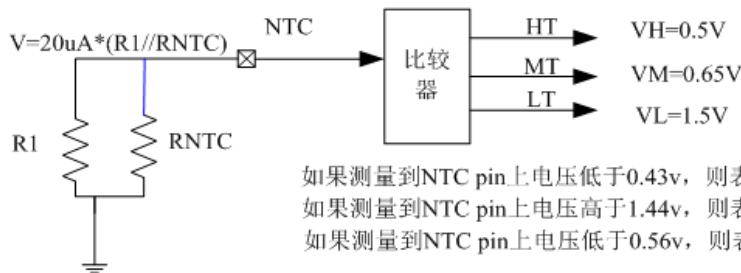 V=20uA*(R1//RNTC)
NTC
R1
RNTC
比较
器
HT
MT
LT
VH=0.5V
VM=0.65V
VL=1.5V
如果测量到NTC pin上电压低于0.43v，则表
如果测量到NTC pin上电压高于1.44v，则表
如果测量到NTC pin上电压低于0.56v，则表